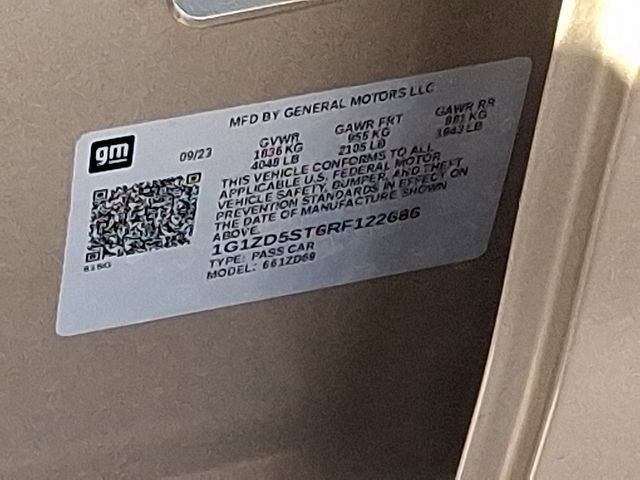 MFD BY GENERAL MOTORS LLC
gm
09/23
GVWR GAWR FRT GAWR RR
1836 KG 955 KG 881 KG
4048 LB 2105 LB 1943 LB
THIS VEHICLE CONFORMS TO ALL
APPLICABLE U.S. FEDERAL MOTOR
VEHICLE SAFETY, BUMPER, AND THEFT
PREVENTION STANDARDS IN EFFECT ON
THE DATE OF MANUFACTURE SHOWN
ABOVE.
1G1ZD5ST6RF122686
TYPE: PASS CAR
MODEL: 661ZD69